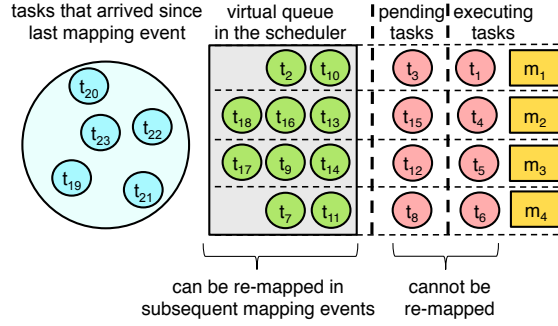 tasks that arrived since
last mapping event
virtual queue
in the scheduler
pending
tasks
executing
tasks
t20
t23
t22
t19
t21
t2 t10 t3 t1 m1
t18 t16 t13 t15 t4 m2
t17 t9 t14 t12 t5 m3
t7 t11 t8 t6 m4
can be re-mapped in
subsequent mapping events
cannot be
re-mapped